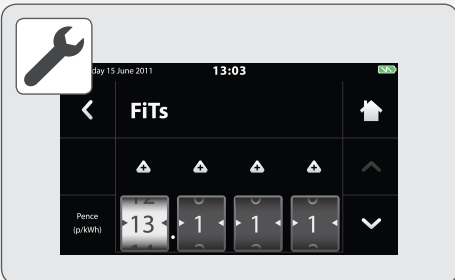 day 15 June 2011
13:03
FiTs
Pence
(p/kWh)
13 . 1 1 1